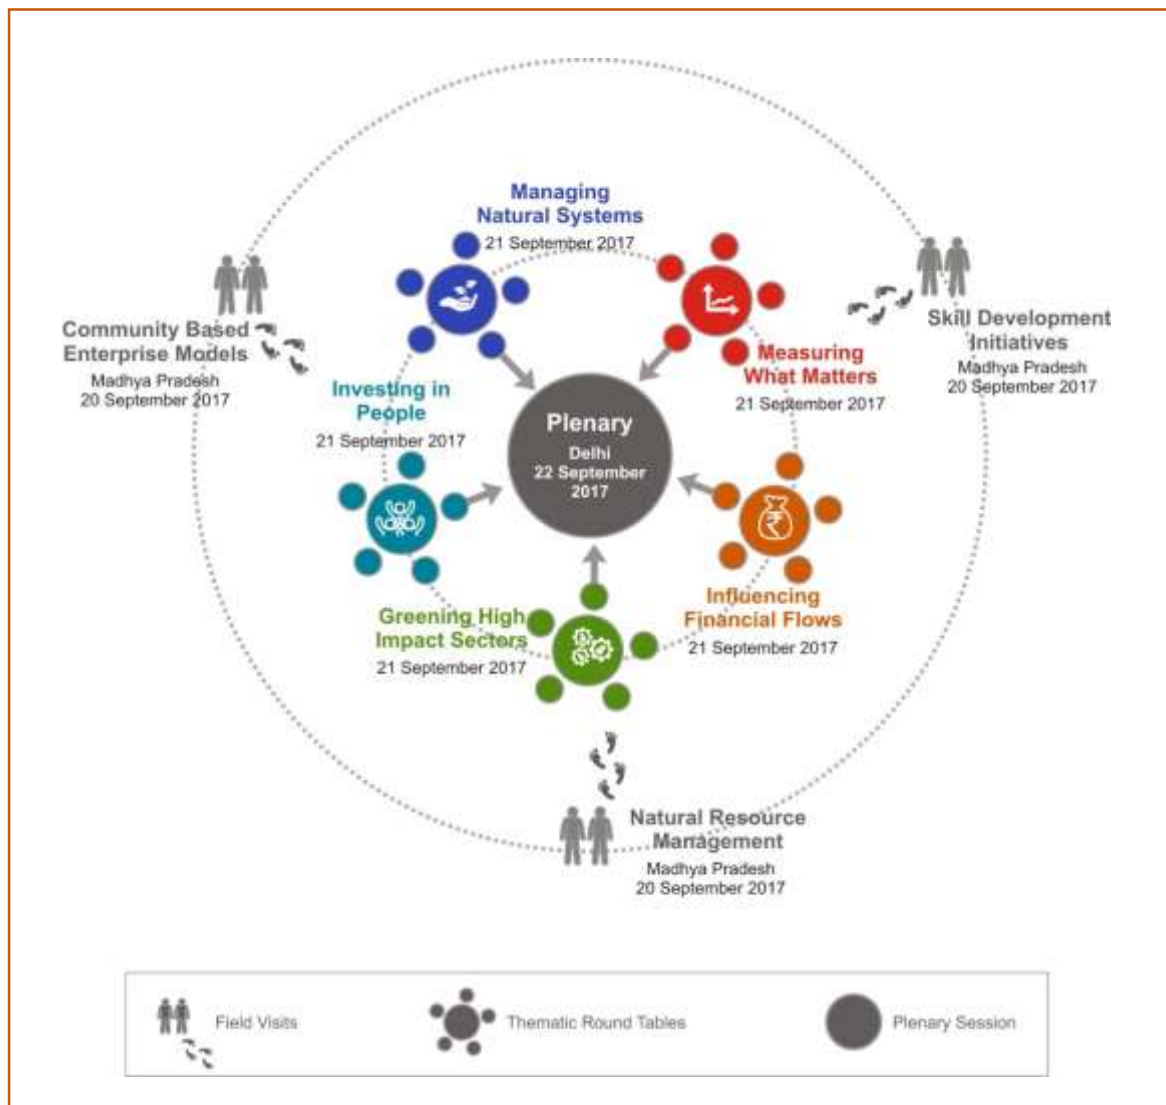 Managing
Natural Systems
21 September 2017
Community Based
Enterprise Models
Madhya Pradesh
20 September 2017
Skill Development
Initiatives
Madhya Pradesh
20 September 2017
Measuring
What Matters
21 September 2017
Investing in
People
21 September 2017
Plenary
Delhi
22 September
2017
₹
Influencing
Financial Flows
21 September 2017
Greening High
Impact Sectors
21 September 2017
Natural Resource
Management
Madhya Pradesh
20 September 2017
Field Visits
Thematic Round Tables
Plenary Session